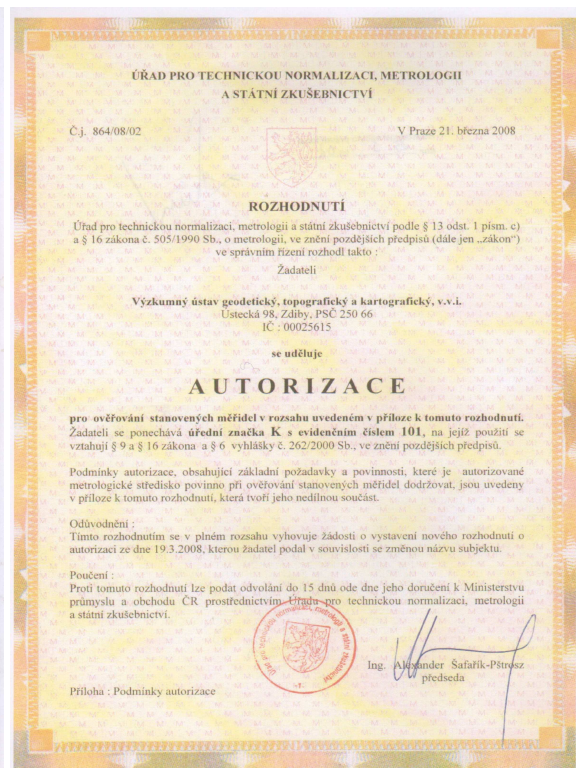 ÚŘAD PRO TECHNICKOU NORMALIZACI, METROLOGII
A STÁTNÍ ZKUŠEBNICTVÍ
Č.j. 864/08/02 V Praze 21. března 2008
ROZHODNUTÍ
Úřad pro technickou normalizaci, metrologii a státní zkušebnictví podle § 13 odst. 1 písm. c)
a § 16 zákona č. 505/1990 Sb., o metrologii, ve znění pozdějších předpisů (dále jen „zákon“)
ve správním řízení rozhodl takto :
Žadateli
Výzkumný ústav geodetický, topografický a kartografický, v.v.i.
Ústecká 98, Zdiby, PSČ 250 66
IČ : 00025615
se uděluje
AUTORIZACE
pro ověřování stanovených měřidel v rozsahu uvedeném v příloze k tomuto rozhodnutí.
Žadateli se ponechává úřední značka K s evidenčním číslem 101, na jejíž použití se
vztahují § 9 a § 16 zákona a § 6 vyhlášky č. 262/2000 Sb., ve znění pozdějších předpisů.
Podmínky autorizace, obsahující základní požadavky a povinnosti, které je autorizované
metrologické středisko povinno při ověřování stanovených měřidel dodržovat, jsou uvedeny
v příloze k tomuto rozhodnutí, která tvoří jeho nedílnou součást.
Odůvodnění :
Tímto rozhodnutím se v plném rozsahu vyhovuje žádosti o vystavení nového rozhodnutí o
autorizaci ze dne 19.3.2008, kterou žadatel podal v souvislosti se změnou názvu subjektu.
Poučení :
Proti tomuto rozhodnutí lze podat odvolání do 15 dnů ode dne jeho doručení k Ministerstvu
průmyslu a obchodu ČR prostřednictvím Úřadu pro technickou normalizaci, metrologii
a státní zkušebnictví.
Úřad pro technickou normalizaci, metrologii a státní zkušebnictví
Ing. Alexander Šafařík-Pštrosz
předseda
Příloha : Podmínky autorizace